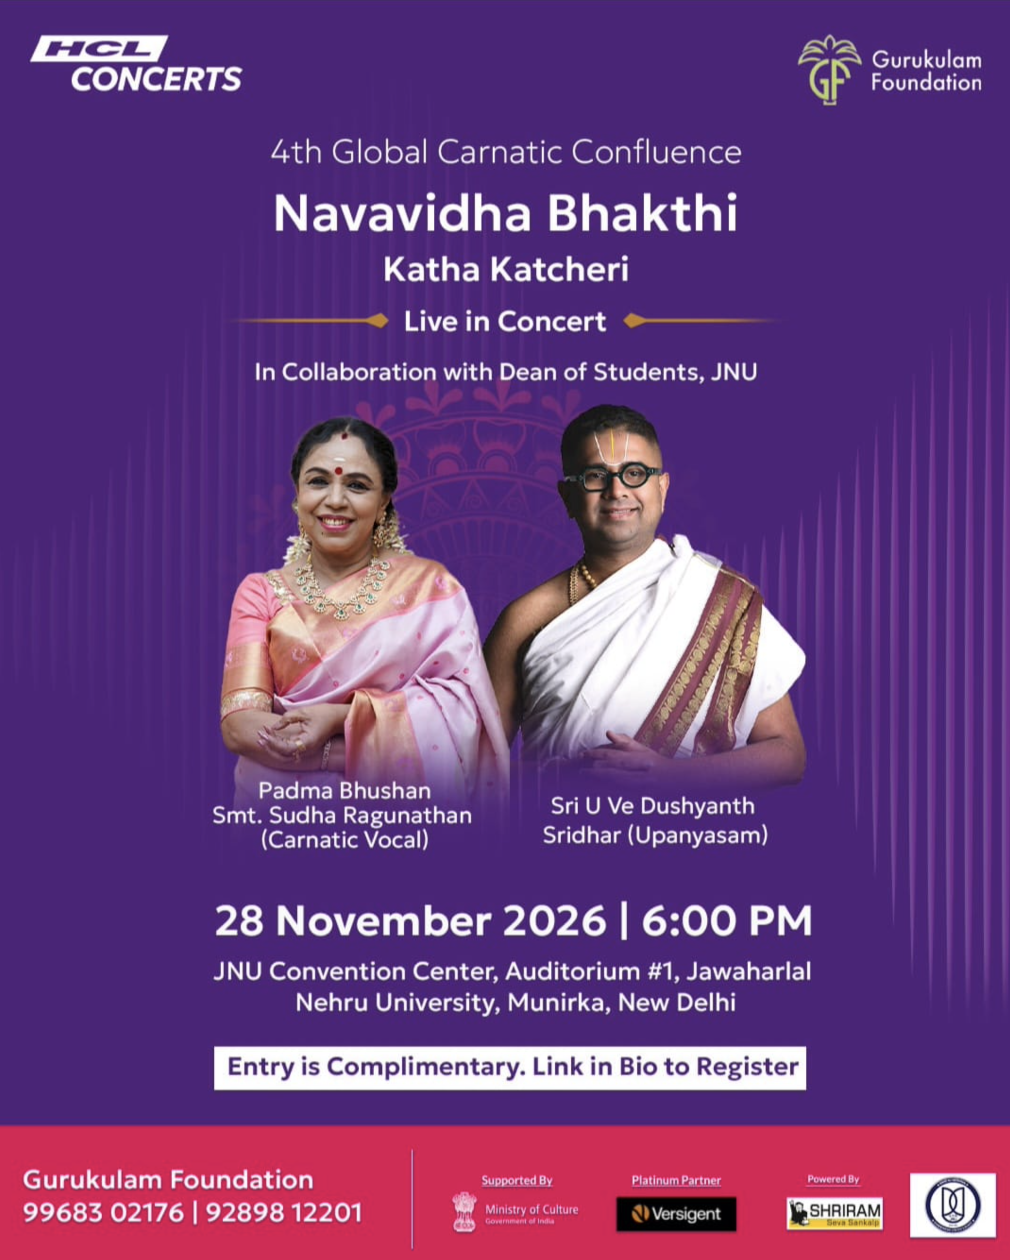 HCL
CONCERTS
Gurukulam
Foundation
GF
4th Global Carnatic Confluence
Navavidha Bhakthi
Katha Katcheri
Live in Concert
In Collaboration with Dean of Students, JNU
Padma Bhushan
Smt. Sudha Ragunathan
(Carnatic Vocal)
Sri U Ve Dushyanth
Sridhar (Upanyasam)
28 November 2026 | 6:00 PM
JNU Convention Center, Auditorium #1, Jawaharlal
Nehru University, Munirka, New Delhi
Entry is Complimentary. Link in Bio to Register
Gurukulam Foundation
99683 02176 | 92898 12201
Supported By
Ministry of Culture
Government of India
Platinum Partner
Versigent
Powered By
SHRIRAM
Seva Sankalp